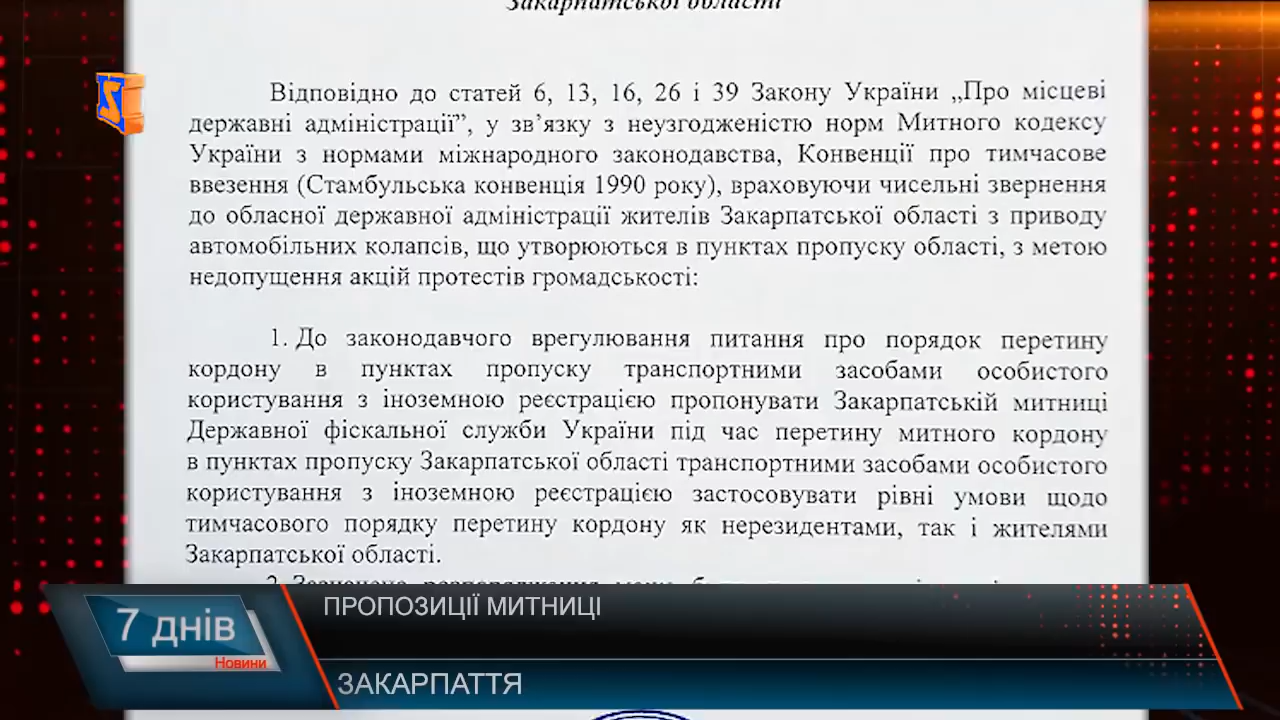 Закарпатської області
Відповідно до статей 6, 13, 16, 26 і 39 Закону України „Про місцеві
державні адміністрації”, у зв’язку з неузгодженістю норм Митного кодексу
України з нормами міжнародного законодавства, Конвенції про тимчасове
ввезення (Стамбульська конвенція 1990 року), враховуючи чисельні звернення
до обласної державної адміністрації жителів Закарпатської області з приводу
автомобільних колапсів, що утворюються в пунктах пропуску області, з метою
недопущення акцій протестів громадськості:
1. До законодавчого врегулювання питання про порядок перетину
кордону в пунктах пропуску транспортними засобами особистого
користування з іноземною реєстрацією пропонувати Закарпатській митниці
Державної фіскальної служби України під час перетину митного кордону
в пунктах пропуску Закарпатської області транспортними засобами особистого
користування з іноземною реєстрацією застосовувати рівні умови щодо
тимчасового порядку перетину кордону як нерезидентами, так і жителями
Закарпатської області.
ПРОПОЗИЦІЇ МИТНИЦІ
7 днів
Новини
ЗАКАРПАТТЯ